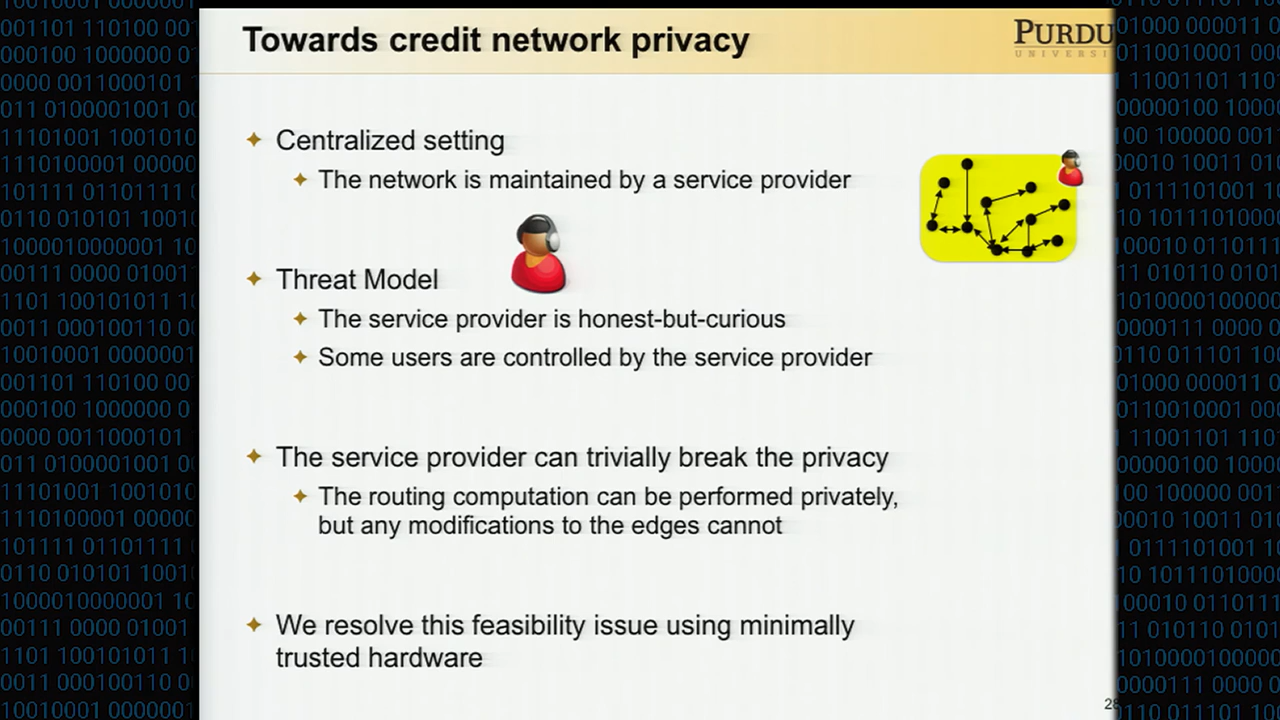 Towards credit network privacy
PURDU
UNIVERSI
Centralized setting
The network is maintained by a service provider
Threat Model
The service provider is honest-but-curious
Some users are controlled by the service provider
The service provider can trivially break the privacy
The routing computation can be performed privately,
but any modifications to the edges cannot
We resolve this feasibility issue using minimally
trusted hardware